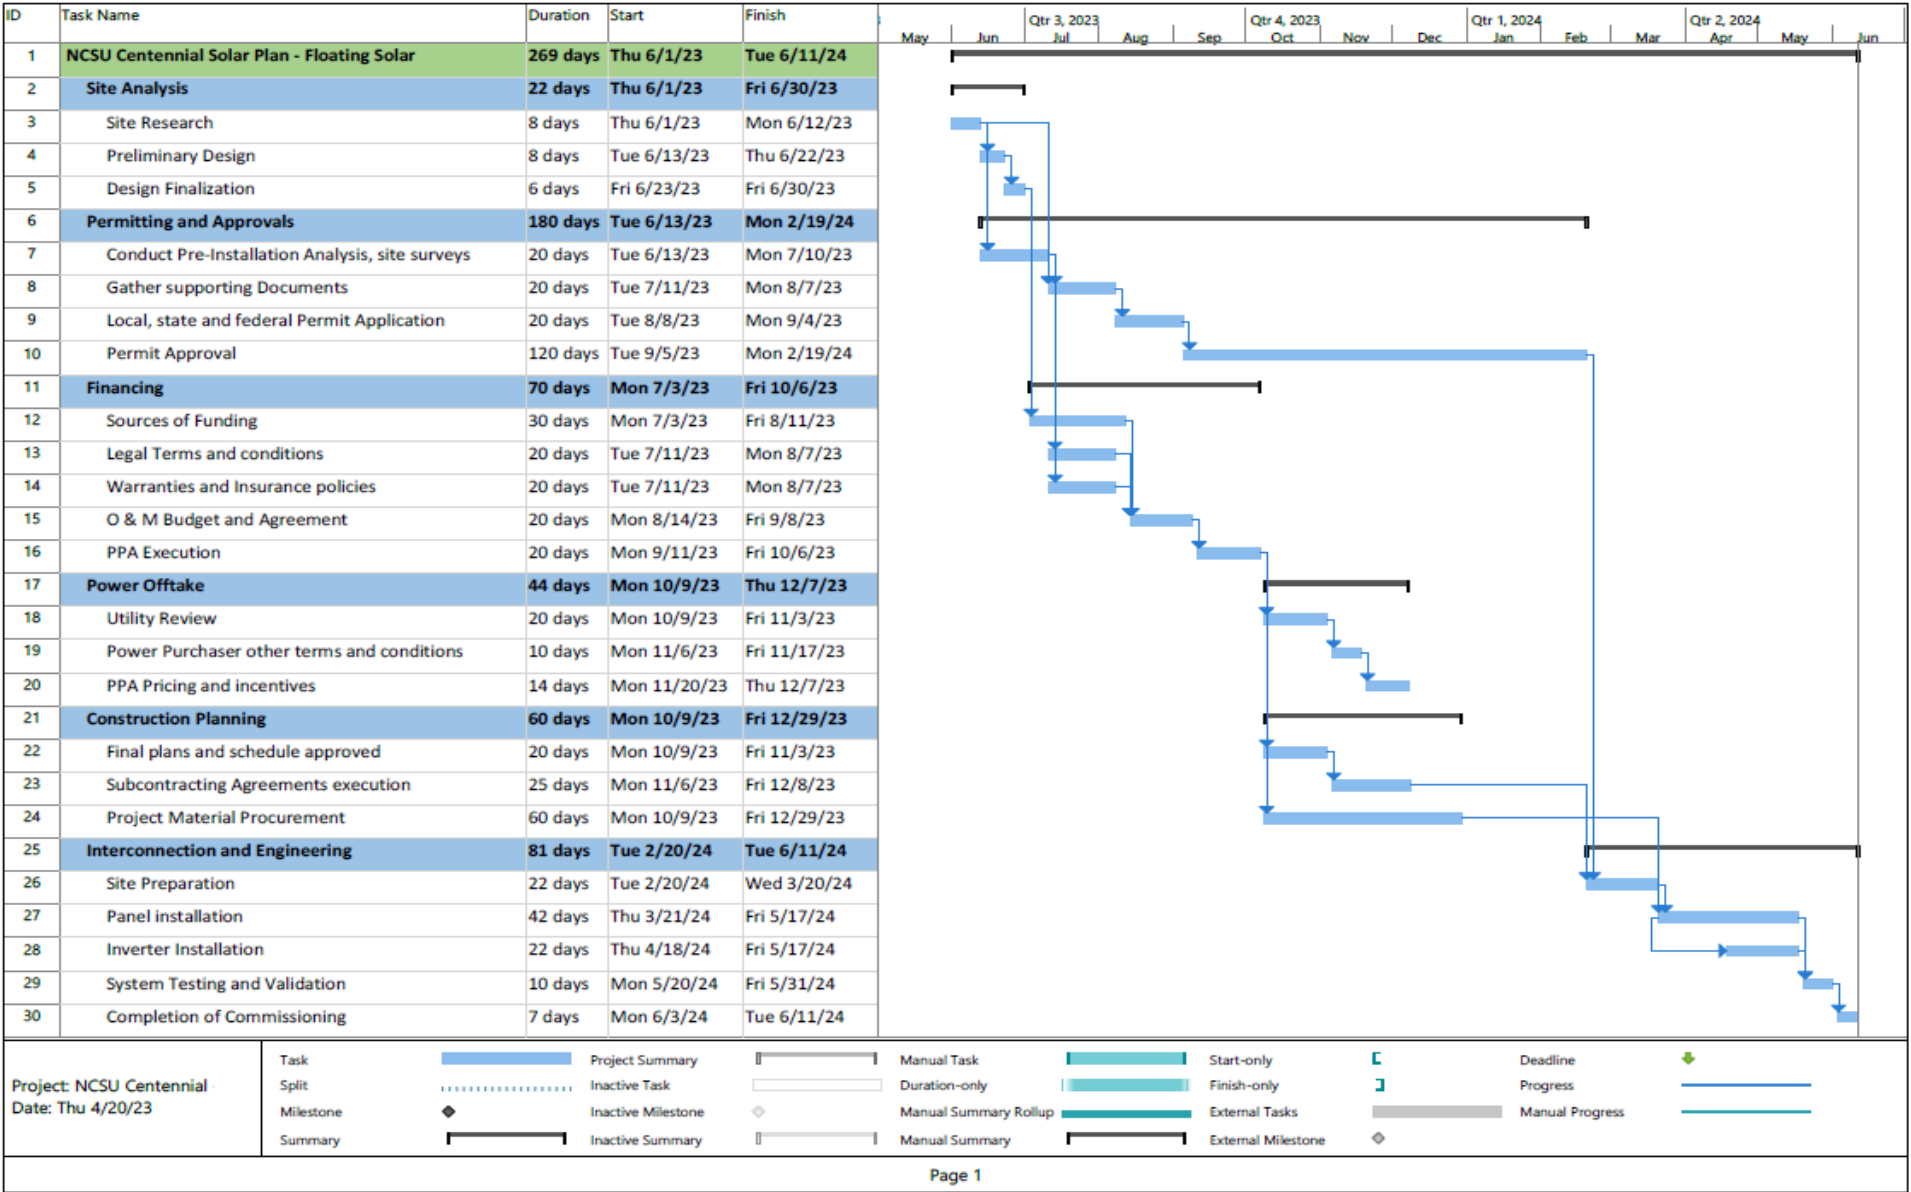 ID Task Name Duration Start Finish Qtr 3, 2023 Qtr 4, 2023 Qtr 1, 2024 Qtr 2, 2024
May Jun Jul Aug Sep Oct Nov Dec Jan Feb Mar Apr May Jun
1 NCSU Centennial Solar Plan - Floating Solar 269 days Thu 6/1/23 Tue 6/11/24
2 Site Analysis 22 days Thu 6/1/23 Fri 6/30/23
3 Site Research 8 days Thu 6/1/23 Mon 6/12/23
4 Preliminary Design 8 days Tue 6/13/23 Thu 6/22/23
5 Design Finalization 6 days Fri 6/23/23 Fri 6/30/23
6 Permitting and Approvals 180 days Tue 6/13/23 Mon 2/19/24
7 Conduct Pre-Installation Analysis, site surveys 20 days Tue 6/13/23 Mon 7/10/23
8 Gather supporting Documents 20 days Tue 7/11/23 Mon 8/7/23
9 Local, state and federal Permit Application 20 days Tue 8/8/23 Mon 9/4/23
10 Permit Approval 120 days Tue 9/5/23 Mon 2/19/24
11 Financing 70 days Mon 7/3/23 Fri 10/6/23
12 Sources of Funding 30 days Mon 7/3/23 Fri 8/11/23
13 Legal Terms and conditions 20 days Tue 7/11/23 Mon 8/7/23
14 Warranties and Insurance policies 20 days Tue 7/11/23 Mon 8/7/23
15 O & M Budget and Agreement 20 days Mon 8/14/23 Fri 9/8/23
16 PPA Execution 20 days Mon 9/11/23 Fri 10/6/23
17 Power Offtake 44 days Mon 10/9/23 Thu 12/7/23
18 Utility Review 20 days Mon 10/9/23 Fri 11/3/23
19 Power Purchaser other terms and conditions 10 days Mon 11/6/23 Fri 11/17/23
20 PPA Pricing and incentives 14 days Mon 11/20/23 Thu 12/7/23
21 Construction Planning 60 days Mon 10/9/23 Fri 12/29/23
22 Final plans and schedule approved 20 days Mon 10/9/23 Fri 11/3/23
23 Subcontracting Agreements execution 25 days Mon 11/6/23 Fri 12/8/23
24 Project Material Procurement 60 days Mon 10/9/23 Fri 12/29/23
25 Interconnection and Engineering 81 days Tue 2/20/24 Tue 6/11/24
26 Site Preparation 22 days Tue 2/20/24 Wed 3/20/24
27 Panel installation 42 days Thu 3/21/24 Fri 5/17/24
28 Inverter Installation 22 days Thu 4/18/24 Fri 5/17/24
29 System Testing and Validation 10 days Mon 5/20/24 Fri 5/31/24
30 Completion of Commissioning 7 days Mon 6/3/24 Tue 6/11/24
Project: NCSU Centennial
Date: Thu 4/20/23
Task Project Summary Manual Task Start-only Deadline
Split Inactive Task Duration-only Finish-only Progress
Milestone Inactive Milestone Manual Summary Rollup External Tasks Manual Progress
Summary Inactive Summary Manual Summary External Milestone
Page 1